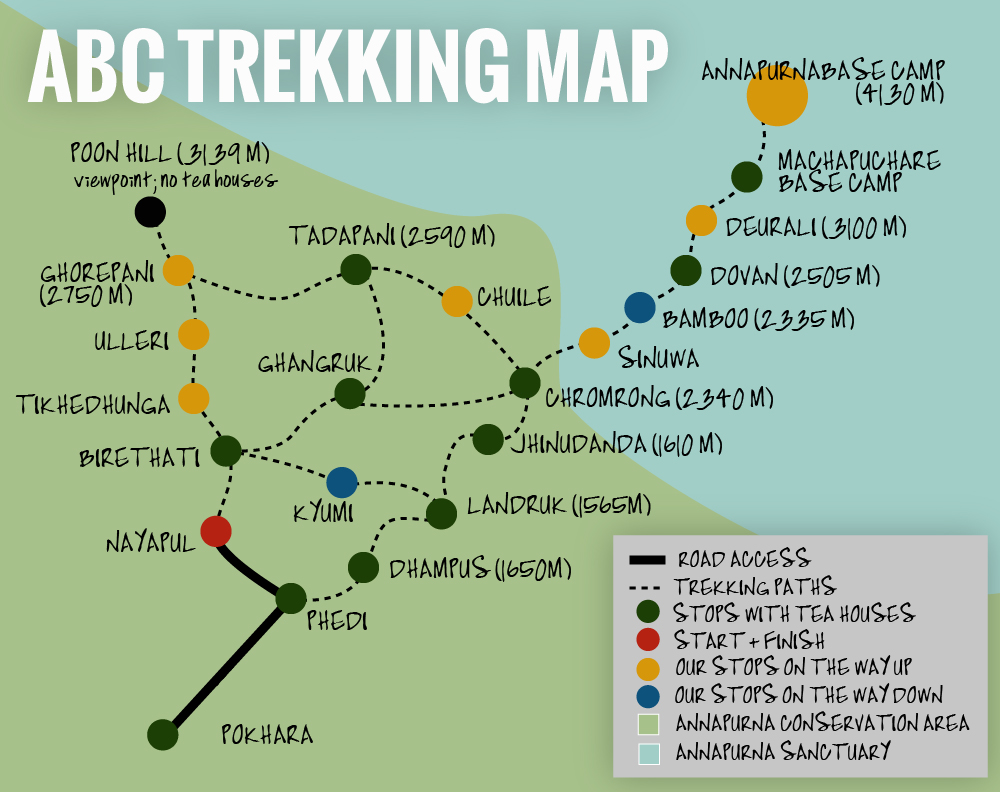 ABC TREKKING MAP
ANNAPURNABASE CAMP
(4130 M)
POON HILL (3139 M)
viewpoint; no teahouses
MACHAPUCHARE
BASE CAMP
DEURALI (3100 M)
TADAPANI (2590 M)
GHOREPANI
(2750 M)
DOVAN (2505 M)
CHUILE
BAMBOO (2335 M)
ULLERI
SINUWA
GHANGRUK
CHROMRONG (2340 M)
TIKHEDHUNGA
JHINUDANDA (1610 M)
BIRETHATI
KYUMI
LANDRUK (1565M)
NAYAPUL
DHAMPUS (1650M)
PHEDI
POKHARA
ROAD ACCESS
TREKKING PATHS
STOPS WITH TEA HOUSES
START + FINISH
OUR STOPS ON THE WAY UP
OUR STOPS ON THE WAY DOWN
ANNAPURNA CONSERVATION AREA
ANNAPURNA SANCTUARY